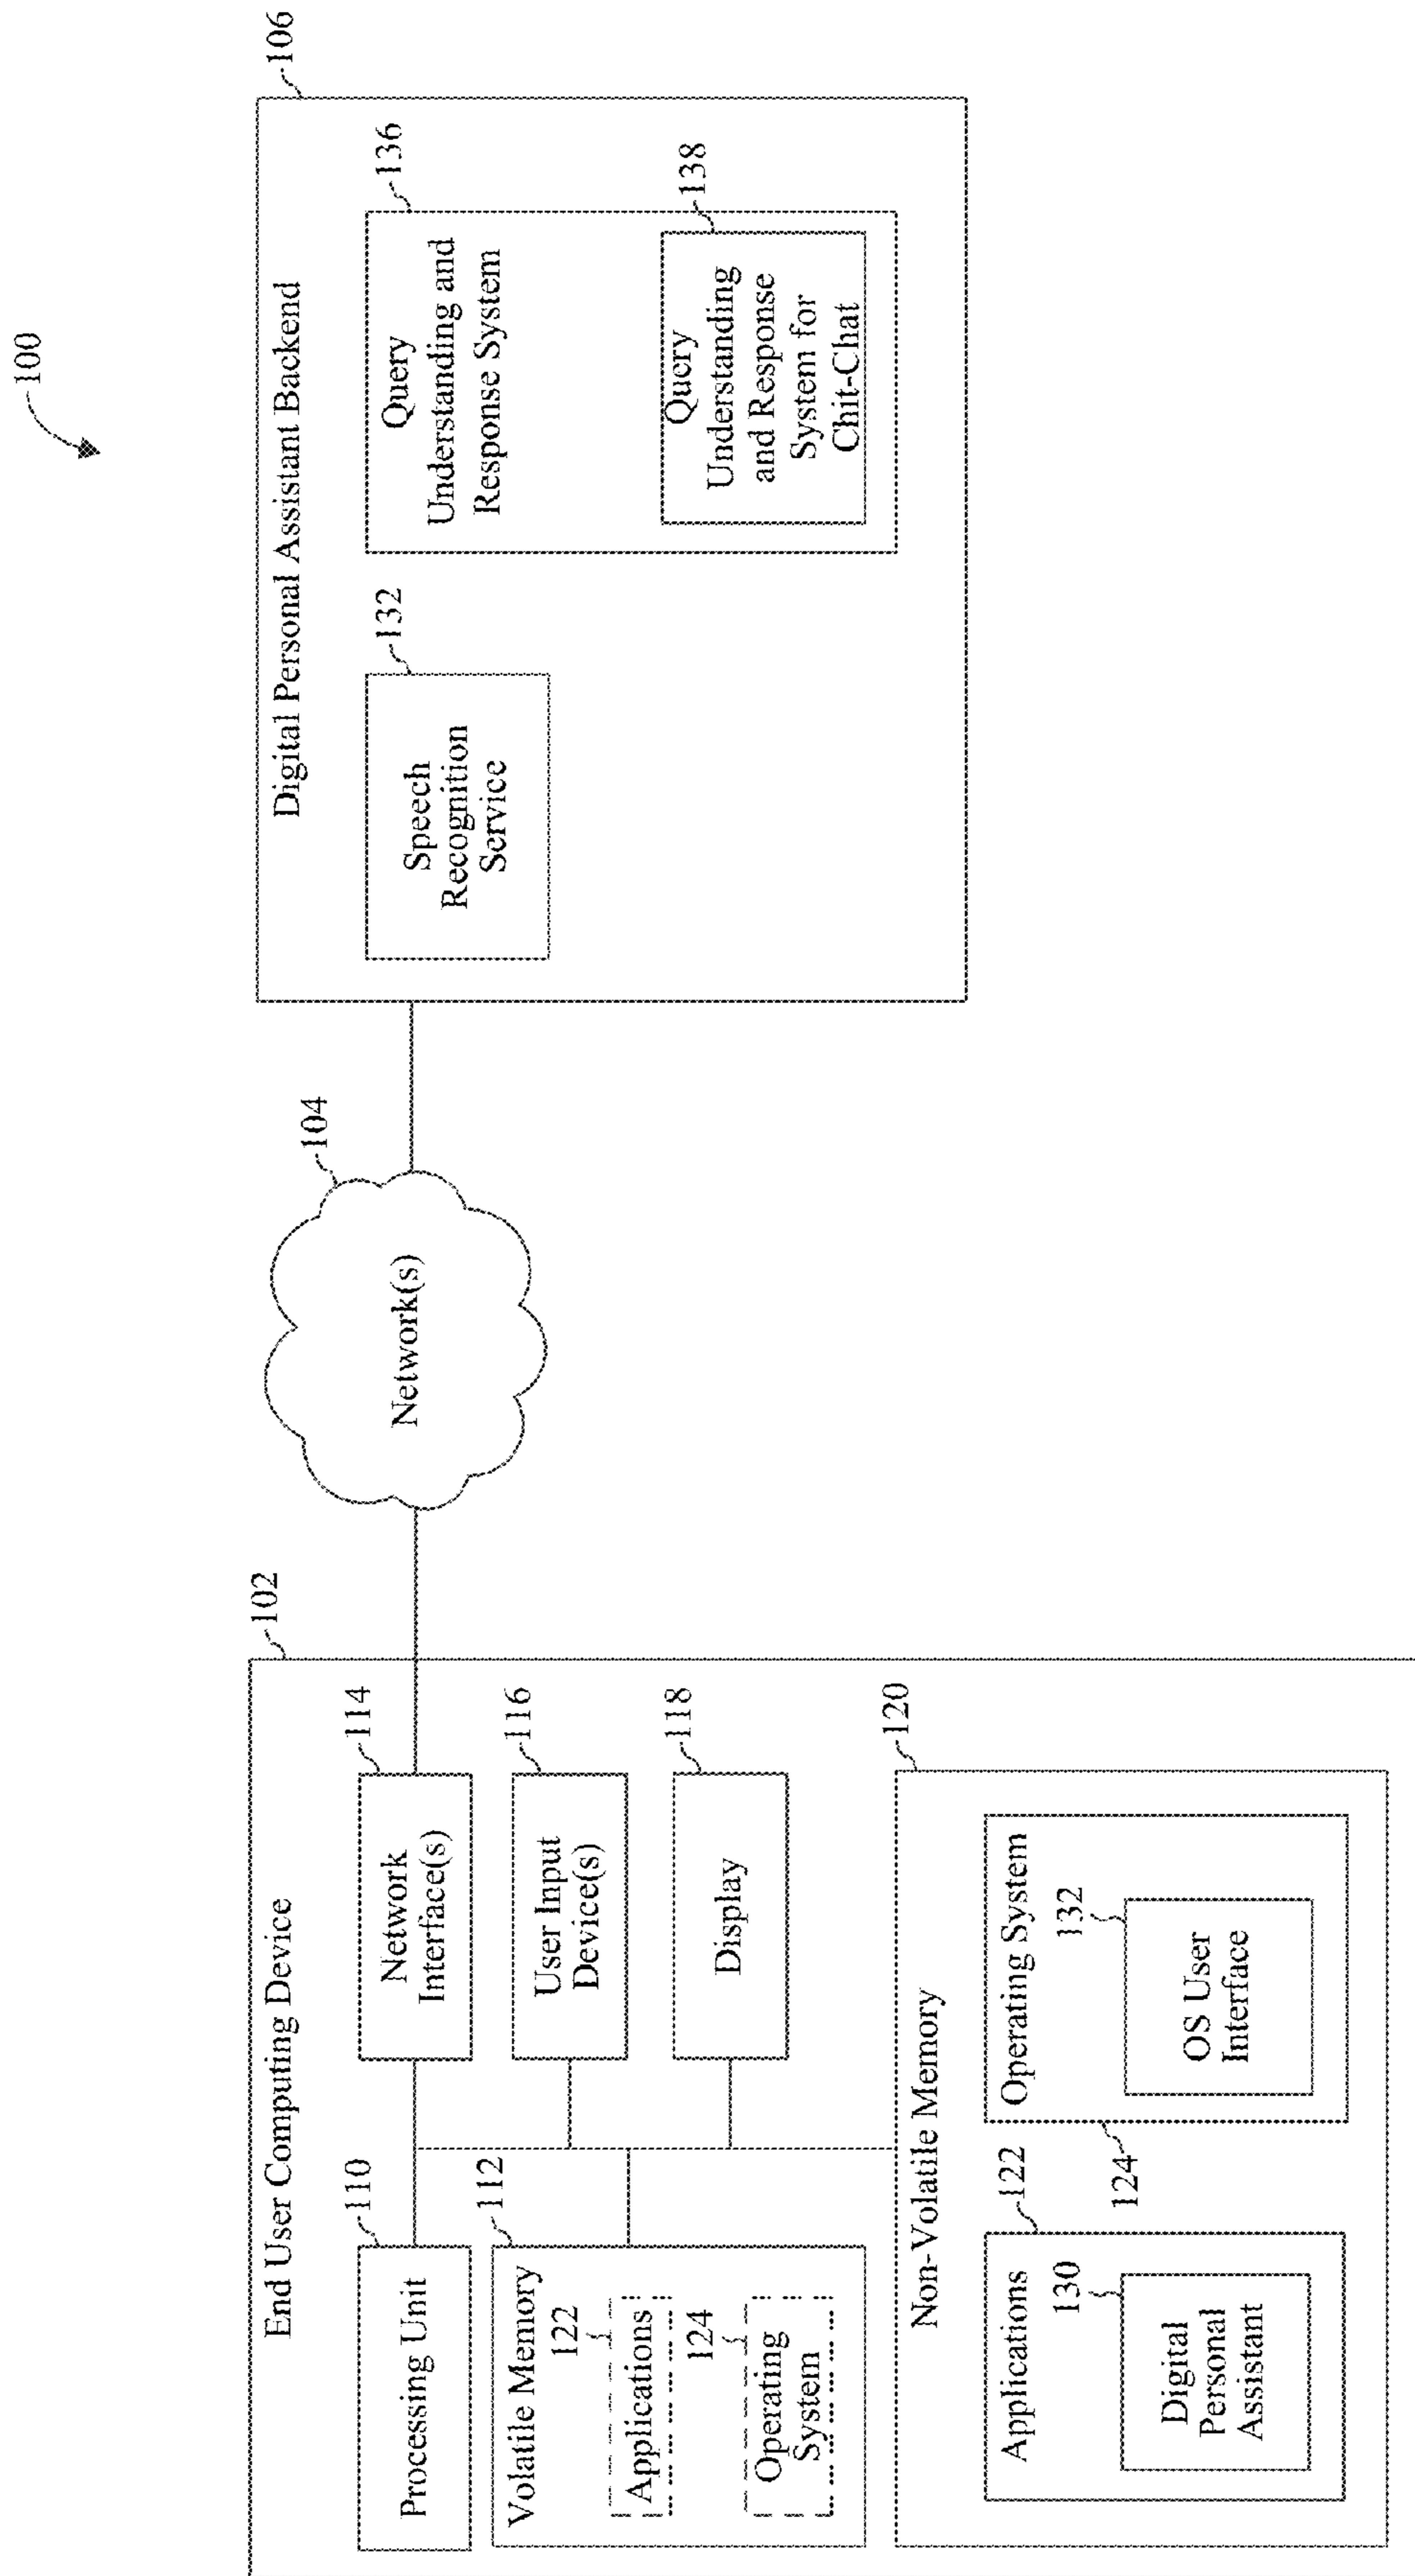 100
End User Computing Device
102
Processing Unit
110
Network
Interface(s)
114
Volatile Memory
112
Applications
122
Operating
System
124
User Input
Device(s)
116
Display
118
Non-Volatile Memory
120
Applications
122
Digital
Personal
Assistant
130
Operating System
124
OS User
Interface
132
Network(s)
104
Digital Personal Assistant Backend
106
Speech
Recognition
Service
132
Query
Understanding and
Response System
136
Query
Understanding
and Response
System for
Chit-Chat
138